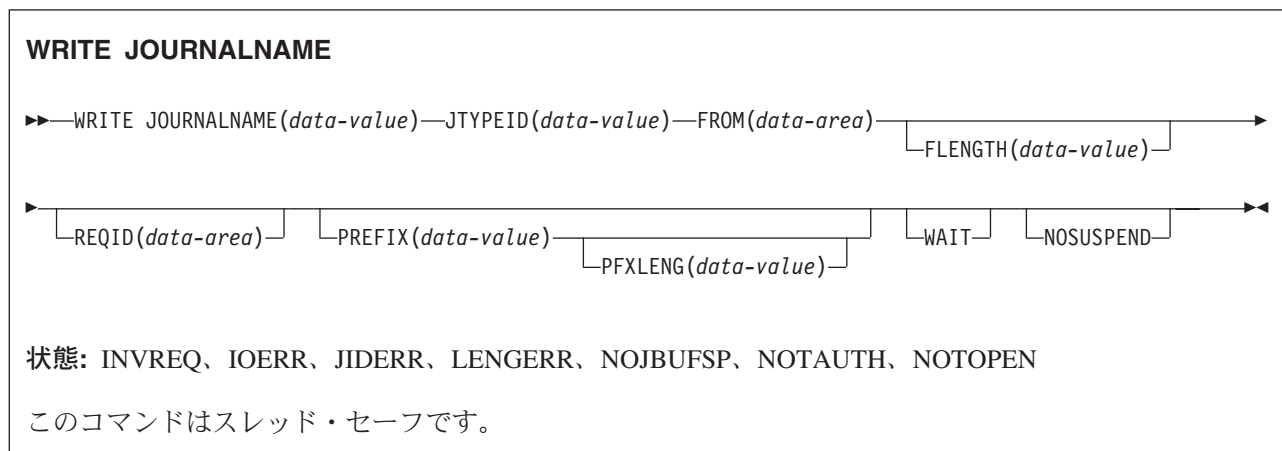 WRITE JOURNALNAME
WRITE JOURNALNAME(data-value) JTYPEID(data-value) FROM(data-area)
FLENGTH(data-value)
REQID(data-area) PREFIX(data-value) WAIT NOSUSPEND
PFXLENG(data-value)
状態: INVREQ、IOERR、JIDERR、LENGERR、NOJBUFSP、NOTAUTH、NOTOPEN
このコマンドはスレッド・セーフです。